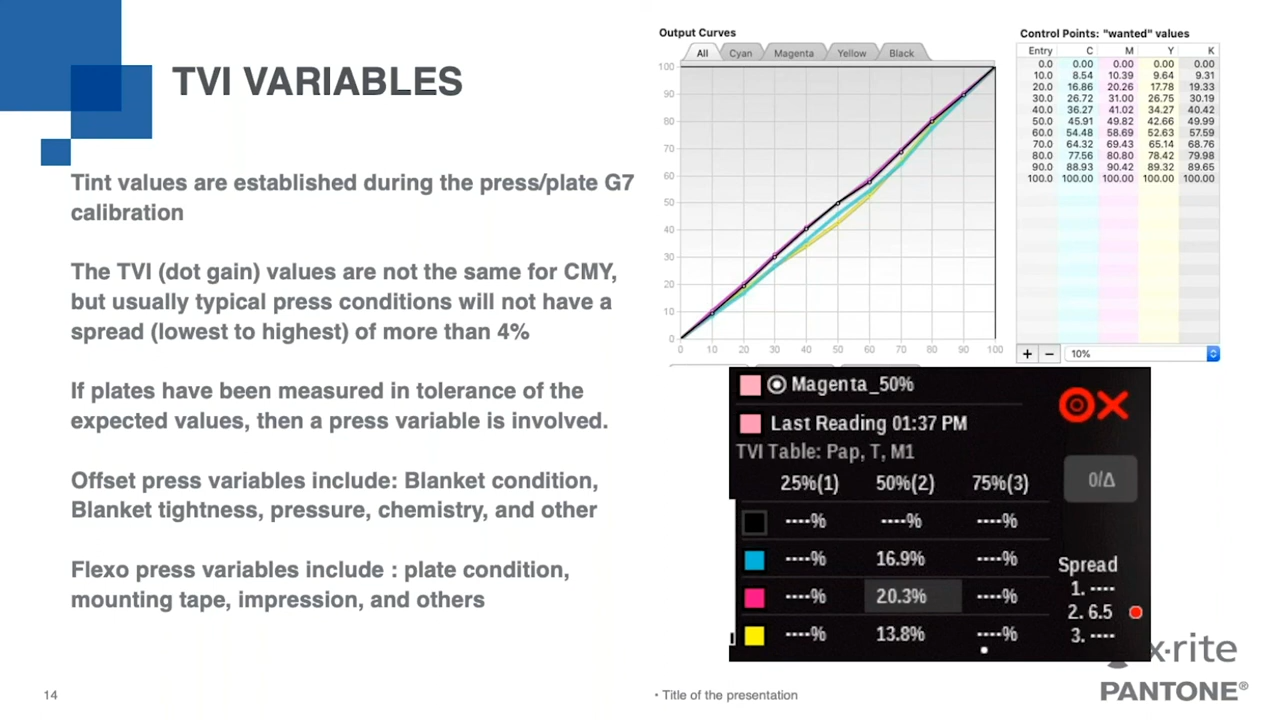 TVI VARIABLES
Tint values are established during the press/plate G7
calibration
The TVI (dot gain) values are not the same for CMY,
but usually typical press conditions will not have a
spread (lowest to highest) of more than 4%
If plates have been measured in tolerance of the
expected values, then a press variable is involved.
Offset press variables include: Blanket condition,
Blanket tightness, pressure, chemistry, and other
Flexo press variables include : plate condition,
mounting tape, impression, and others
14
Output Curves
All Cyan Magenta Yellow Black
100
90
80
70
60
50
40
30
20
10
0
0 10 20 30 40 50 60 70 80 90 100
Control Points: "wanted" values
Entry C M Y K
0.0 0.00 0.00 0.00 0.00
10.0 8.54 10.39 9.64 9.31
20.0 16.86 20.26 17.78 19.33
30.0 26.72 31.00 26.75 30.19
40.0 36.27 41.02 34.27 40.42
50.0 45.91 49.82 42.66 49.99
60.0 54.48 58.69 52.63 57.59
70.0 64.32 69.43 65.14 68.76
80.0 77.56 80.80 78.42 79.98
90.0 88.93 90.42 89.32 89.65
100.0 100.00 100.00 100.00 100.00
+ − 10%
Magenta_50%
Last Reading 01:37 PM
TVI Table: Pap, T, M1
25%(1) 50%(2) 75%(3)
0/Δ
----% ----% ----%
----% 16.9% ----%
----% 20.3% ----%
----% 13.8% ----%
Spread
1. ----
2. 6.5
3. ----
• Title of the presentation
x·rite
PANTONE®